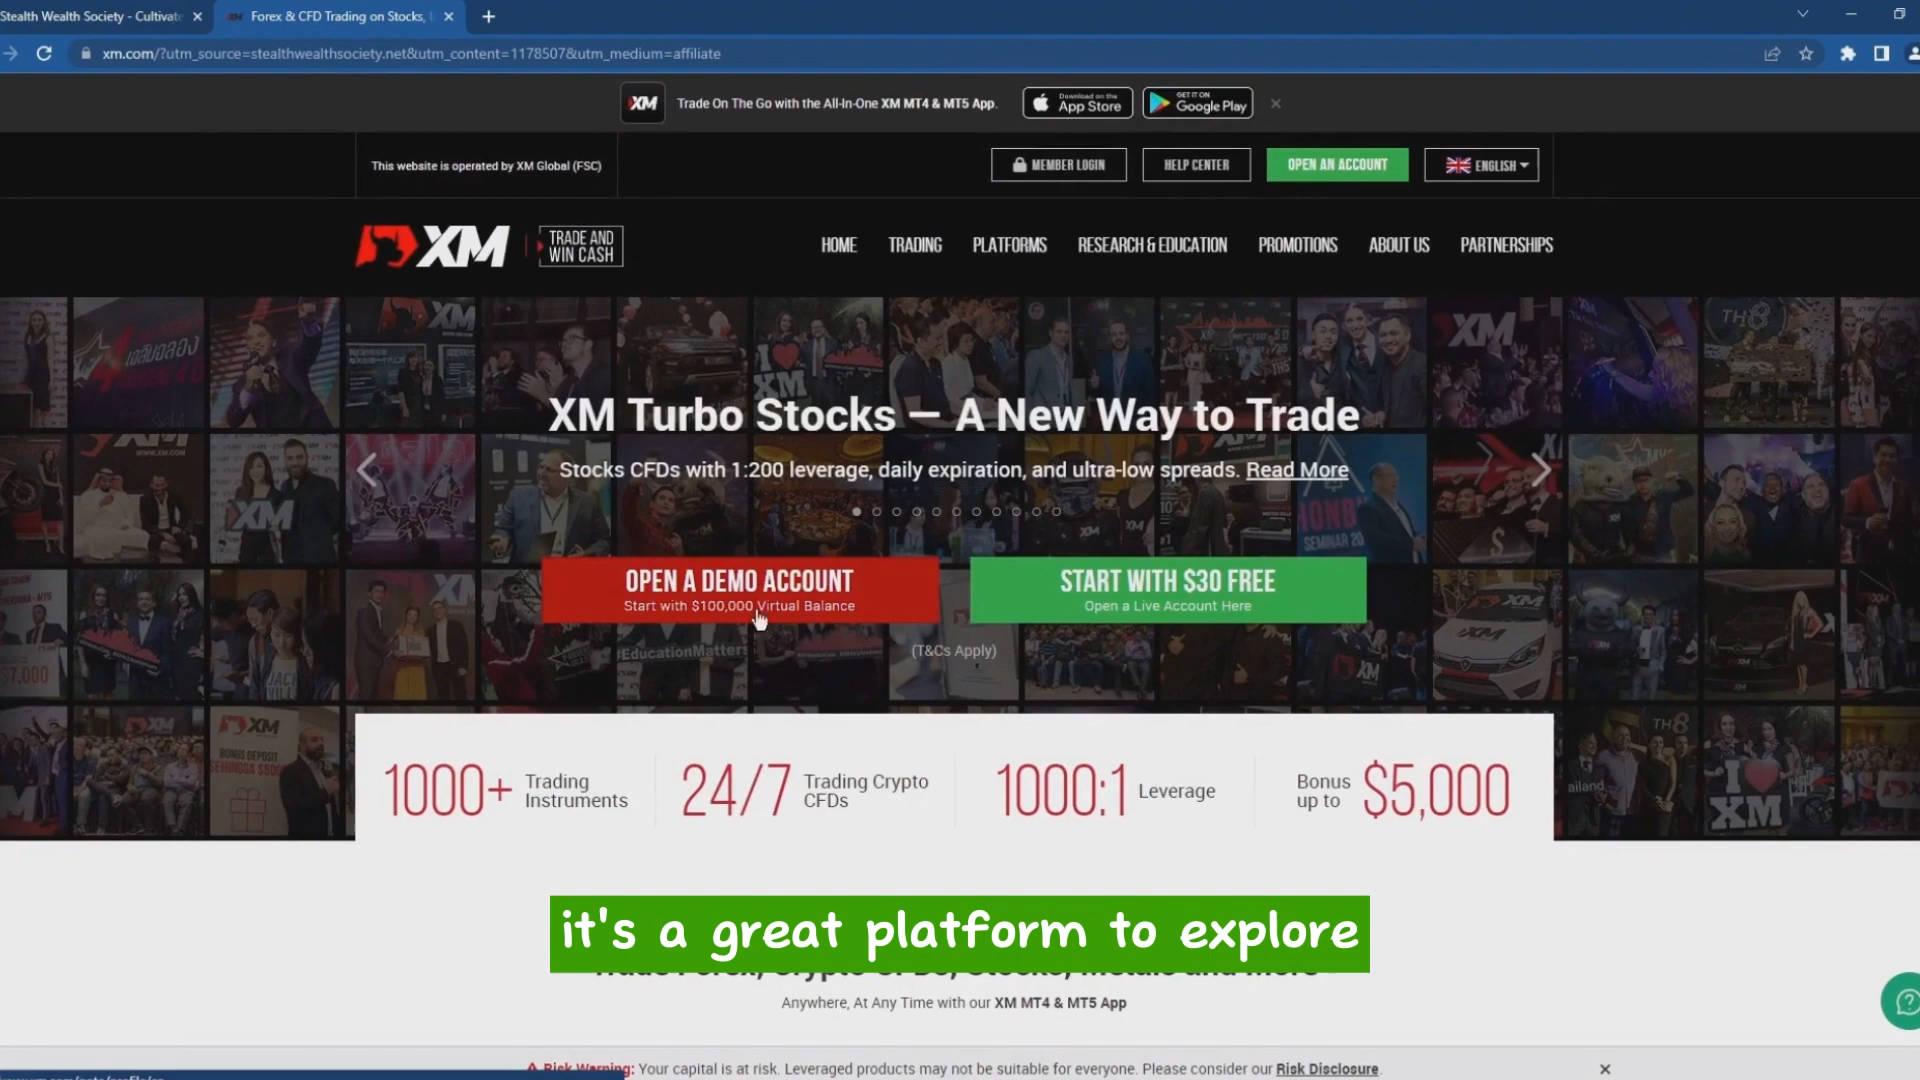 Stealth Wealth Society - Cultivat
Forex & CFD Trading on Stocks,
xm.com/?utm_source=stealthwealthsociety.net&utm_content=1178507&utm_medium=affiliate
XM
Trade On The Go with the All-In-One XM MT4 & MT5 App.
Download on the
App Store
GET IT ON
Google Play
This website is operated by XM Global (FSC)
MEMBER LOGIN
HELP CENTER
OPEN AN ACCOUNT
ENGLISH
XM
TRADE AND
WIN CASH
HOME
TRADING
PLATFORMS
RESEARCH & EDUCATION
PROMOTIONS
ABOUT US
PARTNERSHIPS
XM Turbo Stocks — A New Way to Trade
Stocks CFDs with 1:200 leverage, daily expiration, and ultra-low spreads. Read More
OPEN A DEMO ACCOUNT
Start with $100,000 Virtual Balance
START WITH $30 FREE
Open a Live Account Here
#EducationMatters
(T&Cs Apply)
1000+ Trading Instruments
24/7 Trading Crypto CFDs
1000:1 Leverage
Bonus up to $5,000
it's a great platform to explore
Anywhere, At Any Time with our XM MT4 & MT5 App
Risk Warning: Your capital is at risk. Leveraged products may not be suitable for everyone. Please consider our Risk Disclosure.